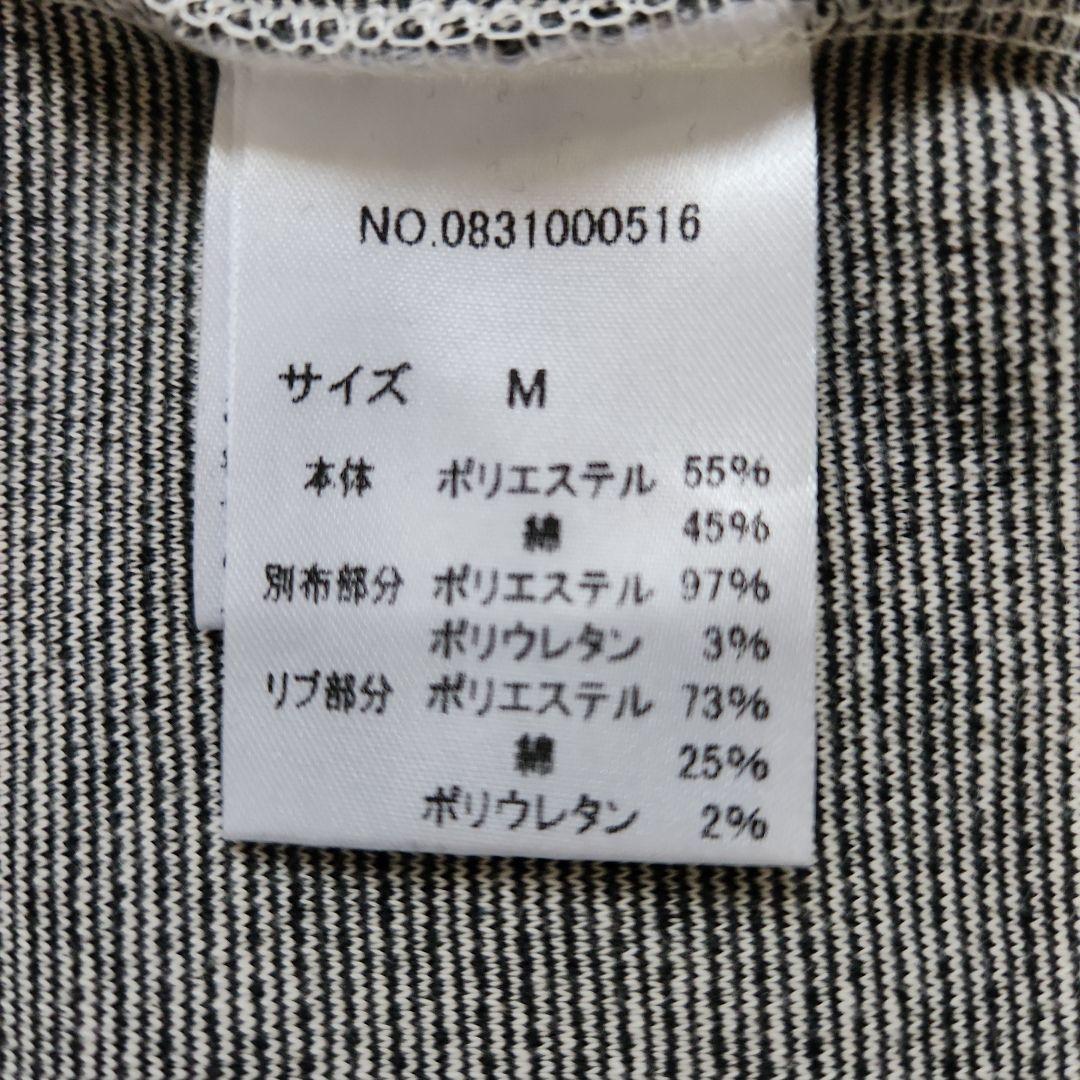 NO.0831000516
サイズ M
本体 ポリエステル 55%
綿 45%
別布部分 ポリエステル 97%
ポリウレタン 3%
リブ部分 ポリエステル 73%
綿 25%
ポリウレタン 2%